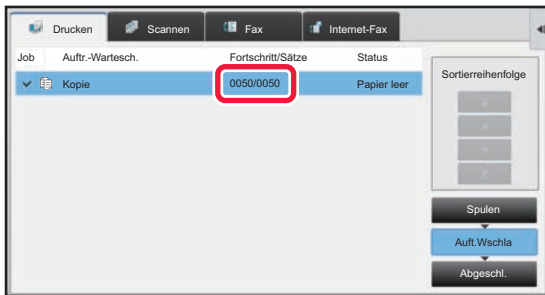 Drucken Scannen Fax Internet-Fax
Job Auftr.-Wartesch. Fortschritt/Sätze Status
Kopie 0050/0050 Papier leer
Sortierreihenfolge
Spulen
Auft.Wschla
Abgeschl.